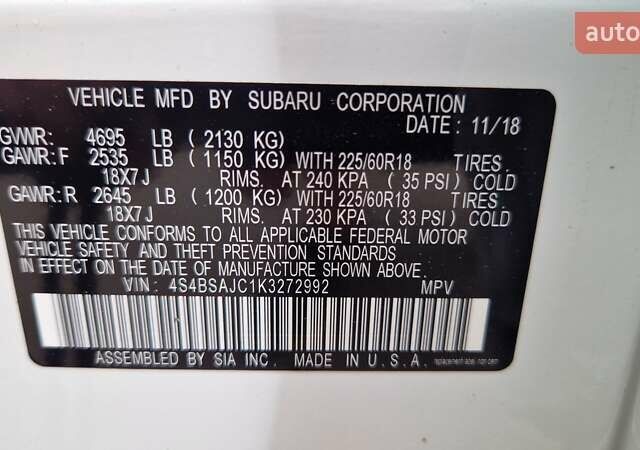 auto
VEHICLE MFD BY SUBARU CORPORATION
DATE: 11/18
GVWR: 4695 LB (2130 KG)
GAWR: F 2535 LB (1150 KG) WITH 225/60R18 TIRES
18X7J RIMS. AT 240 KPA (35 PSI) COLD
GAWR: R 2645 LB (1200 KG) WITH 225/60R18 TIRES.
18X7J RIMS. AT 230 KPA (33 PSI) COLD
THIS VEHICLE CONFORMS TO ALL APPLICABLE FEDERAL MOTOR
VEHICLE SAFETY AND THEFT PREVENTION STANDARDS
IN EFFECT ON THE DATE OF MANUFACTURE SHOWN ABOVE.
VIN: 4S4BSAJC1K3272992 MPV
ASSEMBLED BY SIA INC. MADE IN U.S.A.
replacement label, non oem